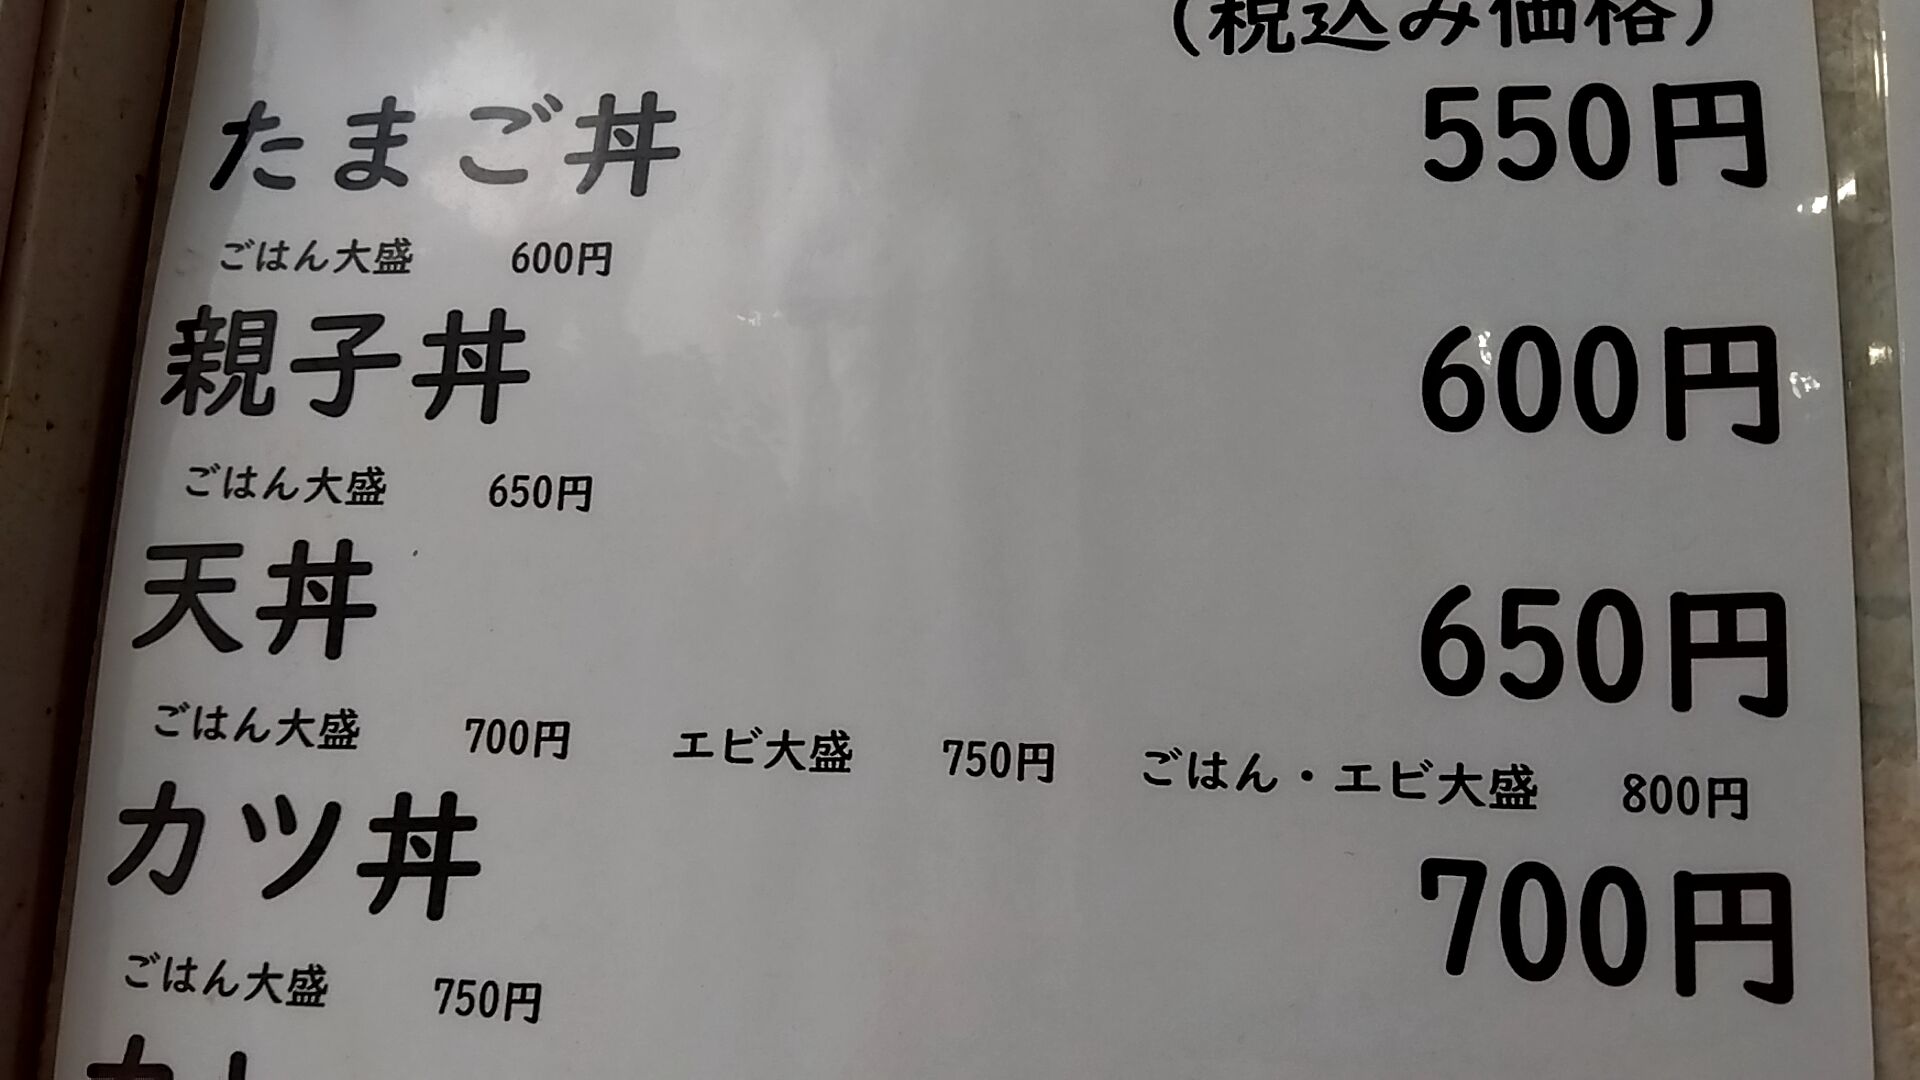 (税込み価格)
たまご丼 550円
ごはん大盛 600円
親子丼 600円
ごはん大盛 650円
天丼 650円
ごはん大盛 700円 エビ大盛 750円 ごはん・エビ大盛 800円
カツ丼 700円
ごはん大盛 750円